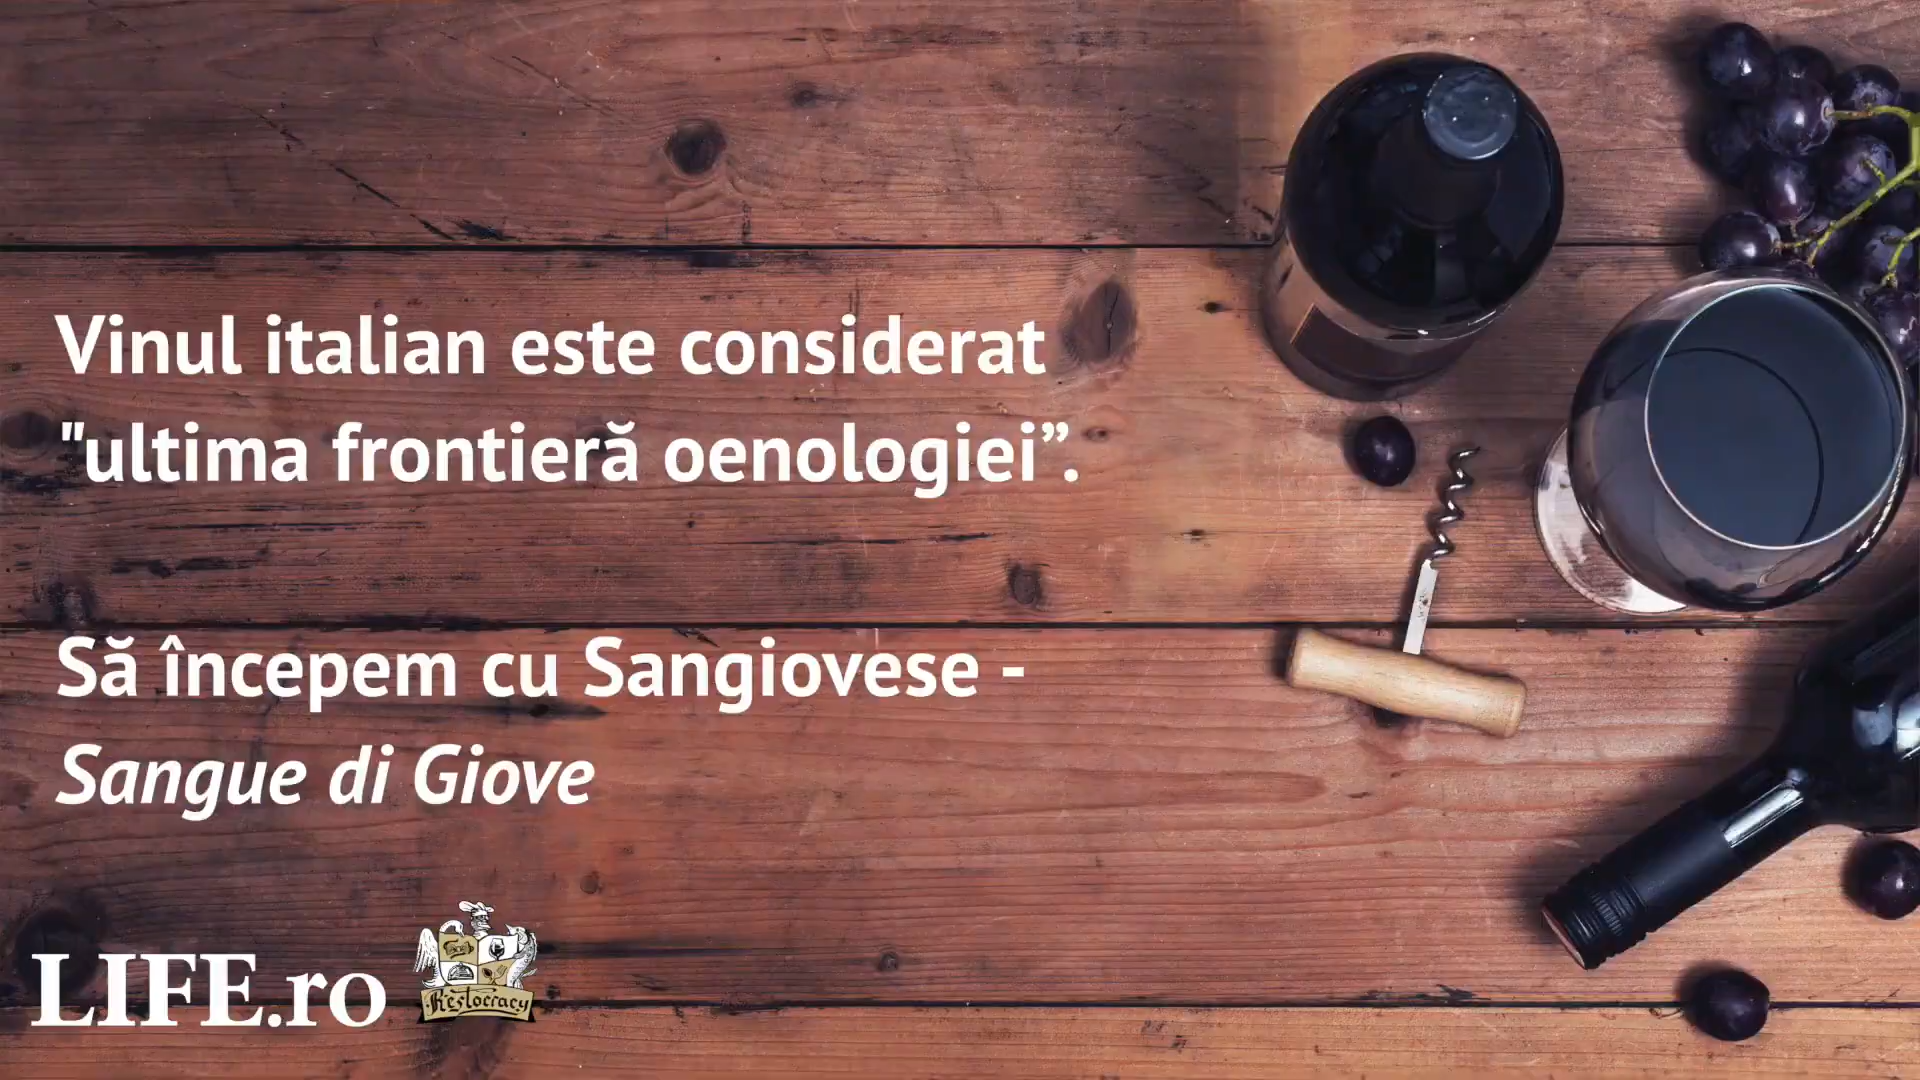 Vinul italian este considerat
"ultima frontieră oenologiei”.
Să începem cu Sangiovese -
Sangue di Giove
LIFE.ro
Restocracy